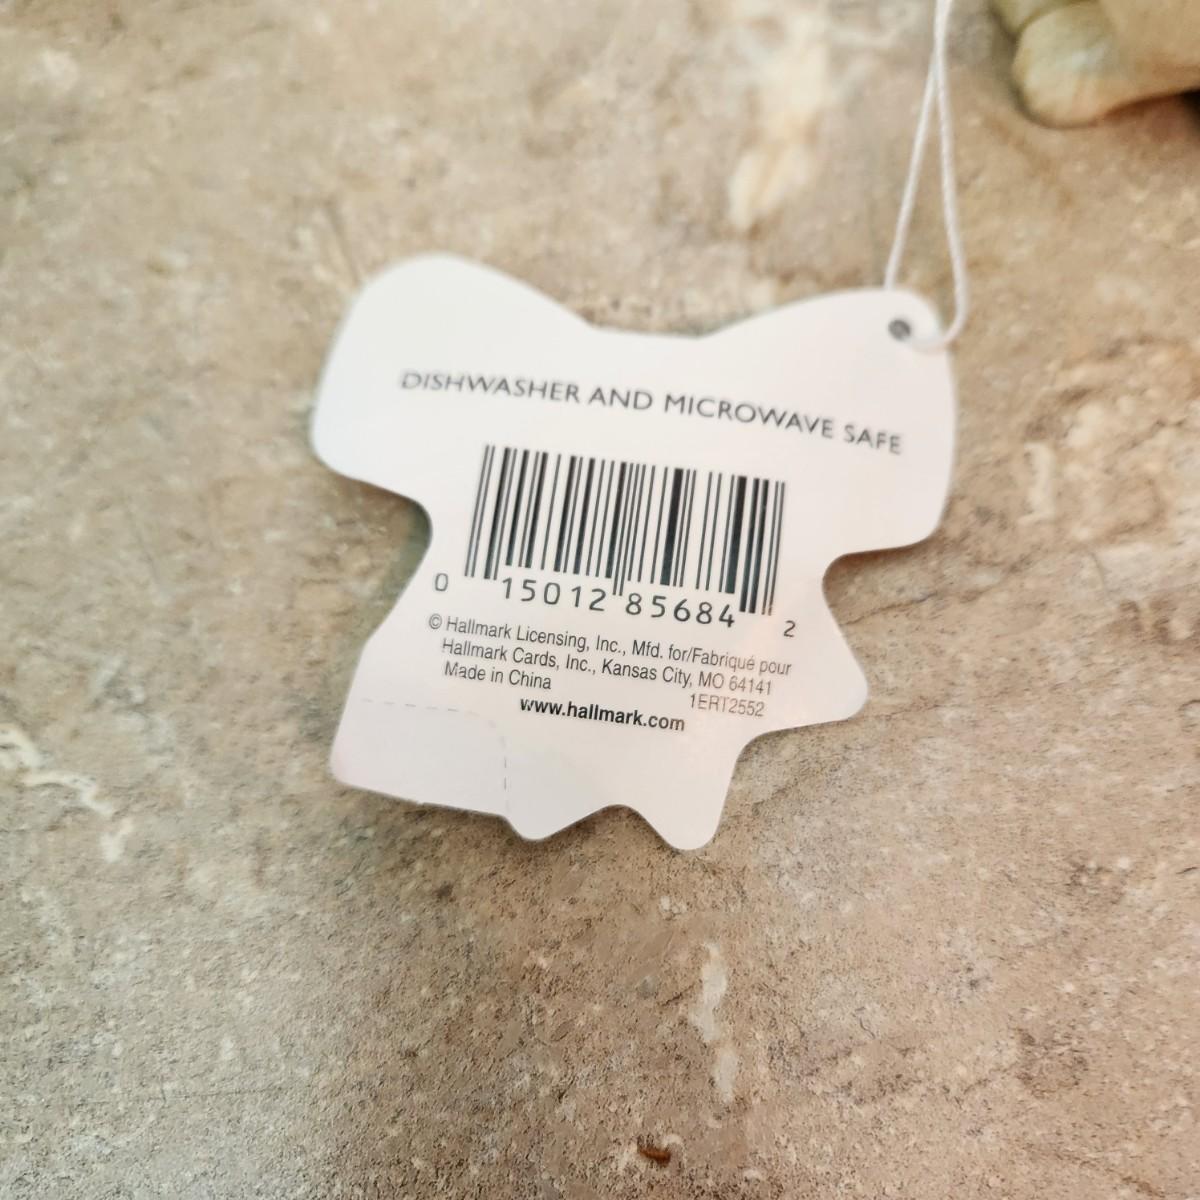 DISHWASHER AND MICROWAVE SAFE
0 15012 85684 2
© Hallmark Licensing, Inc., Mfd. for/Fabriqué pour
Hallmark Cards, Inc., Kansas City, MO 64141
Made in China
1ERT2552
www.hallmark.com